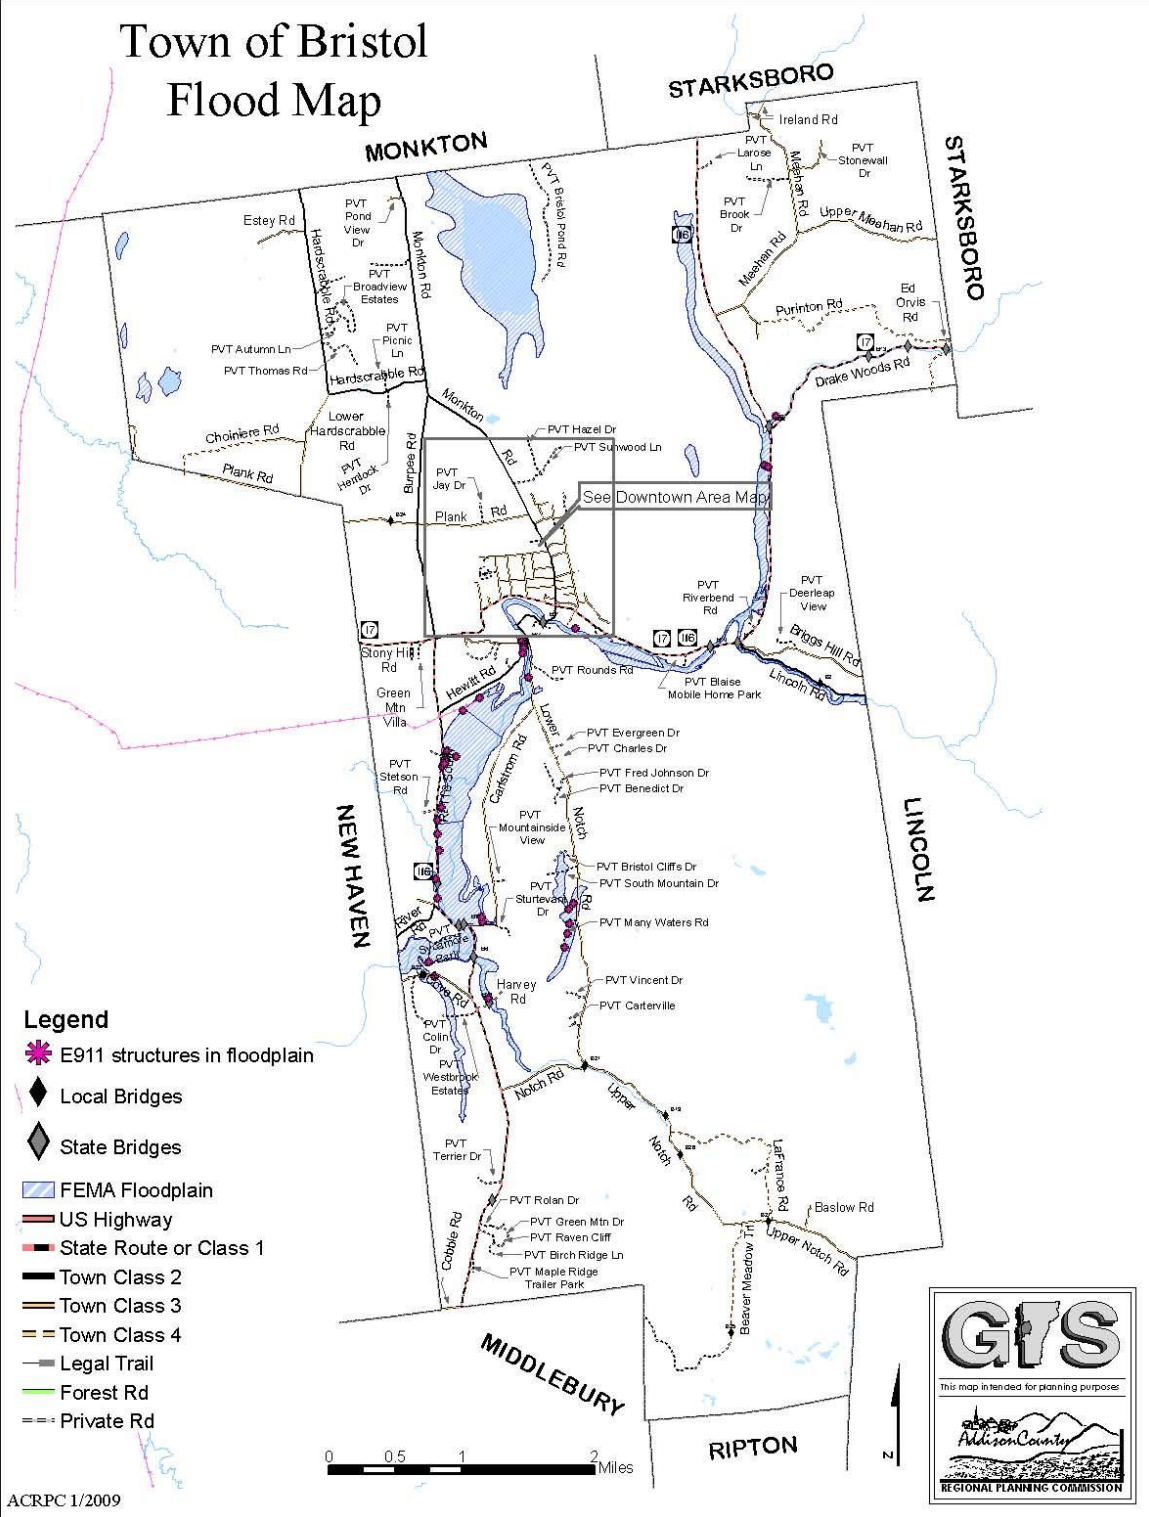 Town of Bristol
Flood Map
STARKSBORO
MONKTON
STARKSBORO
Ireland Rd
PVT
Larose
Ln
Meehan Rd
PVT
Stonewall
Dr
PVT
Brook
Dr
Upper Meehan Rd
Meehan Rd
116
PVT Bristol Pond Rd
Estey Rd
PVT
Pond
View
Dr
Hardscrabble Rd
Monkton Rd
PVT
Broadview
Estates
PVT
Picnic
Ln
PVT Autumn Ln
PVT Thomas Rd
Hardscrabble Rd
Purinton Rd
Ed
Orvis
Rd
17
Drake Woods Rd
Monkton
Rd
Lower
Hardscrabble
Rd
Choiniere Rd
Plank Rd
PVT
Hemlock
Dr
Burpee Rd
PVT Hazel Dr
PVT Sunwood Ln
PVT
Jay Dr
Plank Rd
See Downtown Area Map
PVT
Riverbend
Rd
PVT
Deerleap
View
Briggs Hill Rd
Lincoln Rd
17
17
116
Stony Hill
Rd
Green
Mtn
Villa
Hewitt Rd
PVT Rounds Rd
PVT Blaise
Mobile Home Park
Lower
Notch
Rd
Carlstrom Rd
PVT Evergreen Dr
PVT Charles Dr
PVT Fred Johnson Dr
PVT Benedict Dr
PVT
Stetson
Rd
PVT
Mountainside
View
PVT Bristol Cliffs Dr
PVT South Mountain Dr
PVT
Sturtevant
Dr
PVT Many Waters Rd
116
NEW HAVEN
LINCOLN
River
Rd
PVT
Sycamore
Park
Cove Rd
Harvey
Rd
PVT Vincent Dr
PVT Carterville
PVT
Colin
Dr
PVT
Westbrook
Estates
Notch Rd
Upper
Notch
Rd
LaFrance Rd
Baslow Rd
Upper Notch Rd
Beaver Meadow Trl
PVT
Terrier Dr
PVT Rolan Dr
PVT Green Mtn Dr
PVT Raven Cliff
PVT Birch Ridge Ln
PVT Maple Ridge
Trailer Park
Cobble Rd
MIDDLEBURY
RIPTON
Legend
E911 structures in floodplain
Local Bridges
State Bridges
FEMA Floodplain
US Highway
State Route or Class 1
Town Class 2
Town Class 3
Town Class 4
Legal Trail
Forest Rd
Private Rd
0 0.5 1 2
Miles
N
GIS
This map intended for planning purposes
Addison County
REGIONAL PLANNING COMMISSION
ACRPC 1/2009